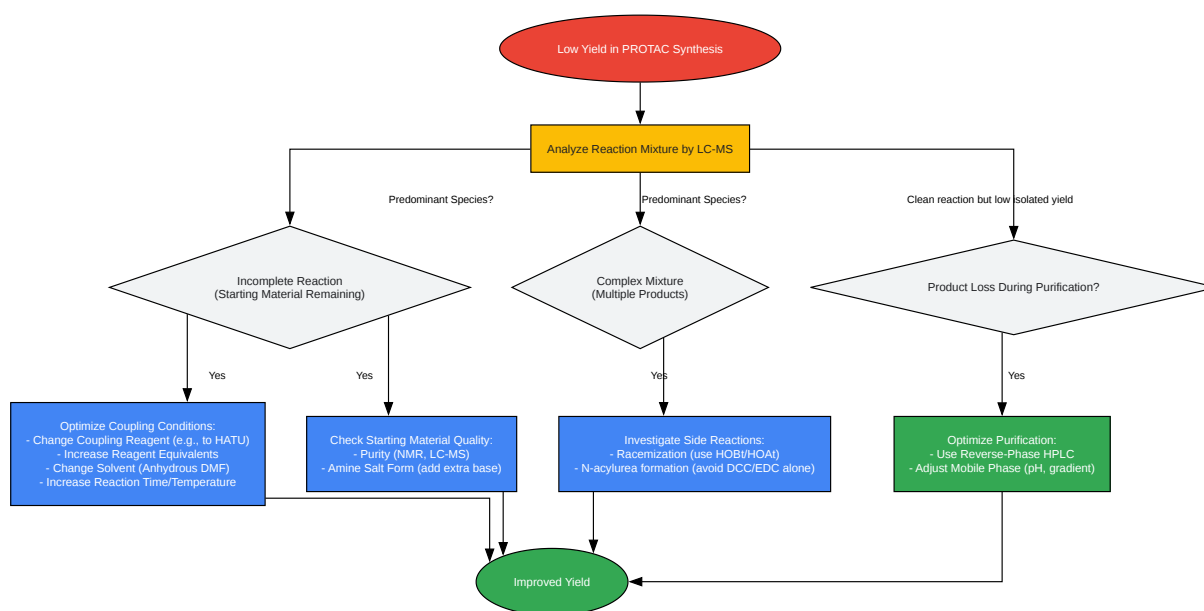 Low Yield in PROTAC Synthesis
Analyze Reaction Mixture by LC-MS
Predominant Species?
Predominant Species?
Clean reaction but low isolated yield
Incomplete Reaction
(Starting Material Remaining)
Complex Mixture
(Multiple Products)
Product Loss During Purification?
Yes
Yes
Yes
Yes
Optimize Coupling Conditions:
- Change Coupling Reagent (e.g., to HATU)
- Increase Reagent Equivalents
- Change Solvent (Anhydrous DMF)
- Increase Reaction Time/Temperature
Check Starting Material Quality:
- Purity (NMR, LC-MS)
- Amine Salt Form (add extra base)
Investigate Side Reactions:
- Racemization (use HOBt/HOAt)
- N-acylurea formation (avoid DCC/EDC alone)
Optimize Purification:
- Use Reverse-Phase HPLC
- Adjust Mobile Phase (pH, gradient)
Improved Yield